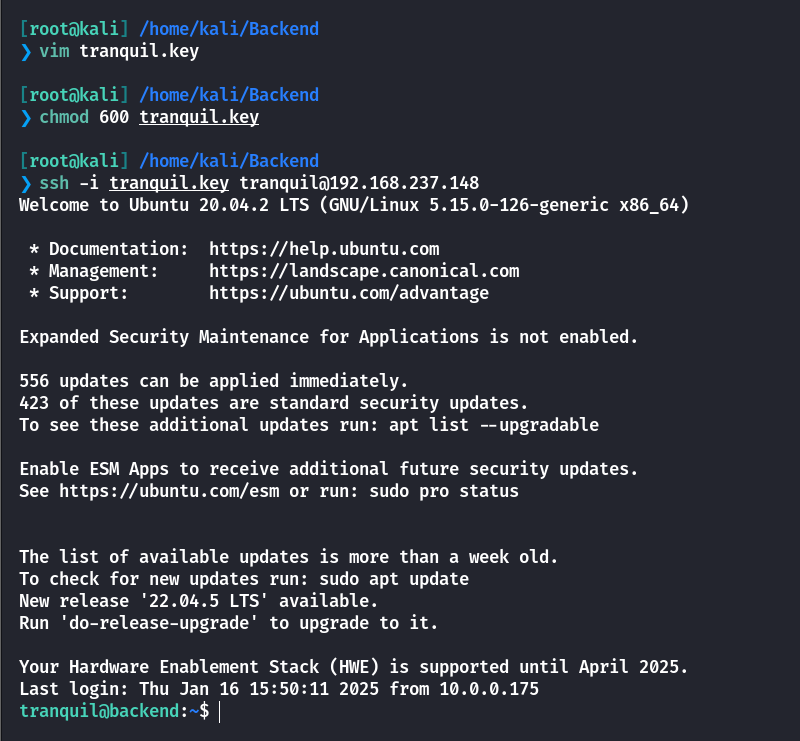 [root@kali] /home/kali/Backend
❯ vim tranquil.key
[root@kali] /home/kali/Backend
❯ chmod 600 tranquil.key
[root@kali] /home/kali/Backend
❯ ssh -i tranquil.key tranquil@192.168.237.148
Welcome to Ubuntu 20.04.2 LTS (GNU/Linux 5.15.0-126-generic x86_64)
 * Documentation:  https://help.ubuntu.com
 * Management:     https://landscape.canonical.com
 * Support:        https://ubuntu.com/advantage
Expanded Security Maintenance for Applications is not enabled.
556 updates can be applied immediately.
423 of these updates are standard security updates.
To see these additional updates run: apt list --upgradable
Enable ESM Apps to receive additional future security updates.
See https://ubuntu.com/esm or run: sudo pro status
The list of available updates is more than a week old.
To check for new updates run: sudo apt update
New release '22.04.5 LTS' available.
Run 'do-release-upgrade' to upgrade to it.
Your Hardware Enablement Stack (HWE) is supported until April 2025.
Last login: Thu Jan 16 15:50:11 2025 from 10.0.0.175
tranquil@backend:~$